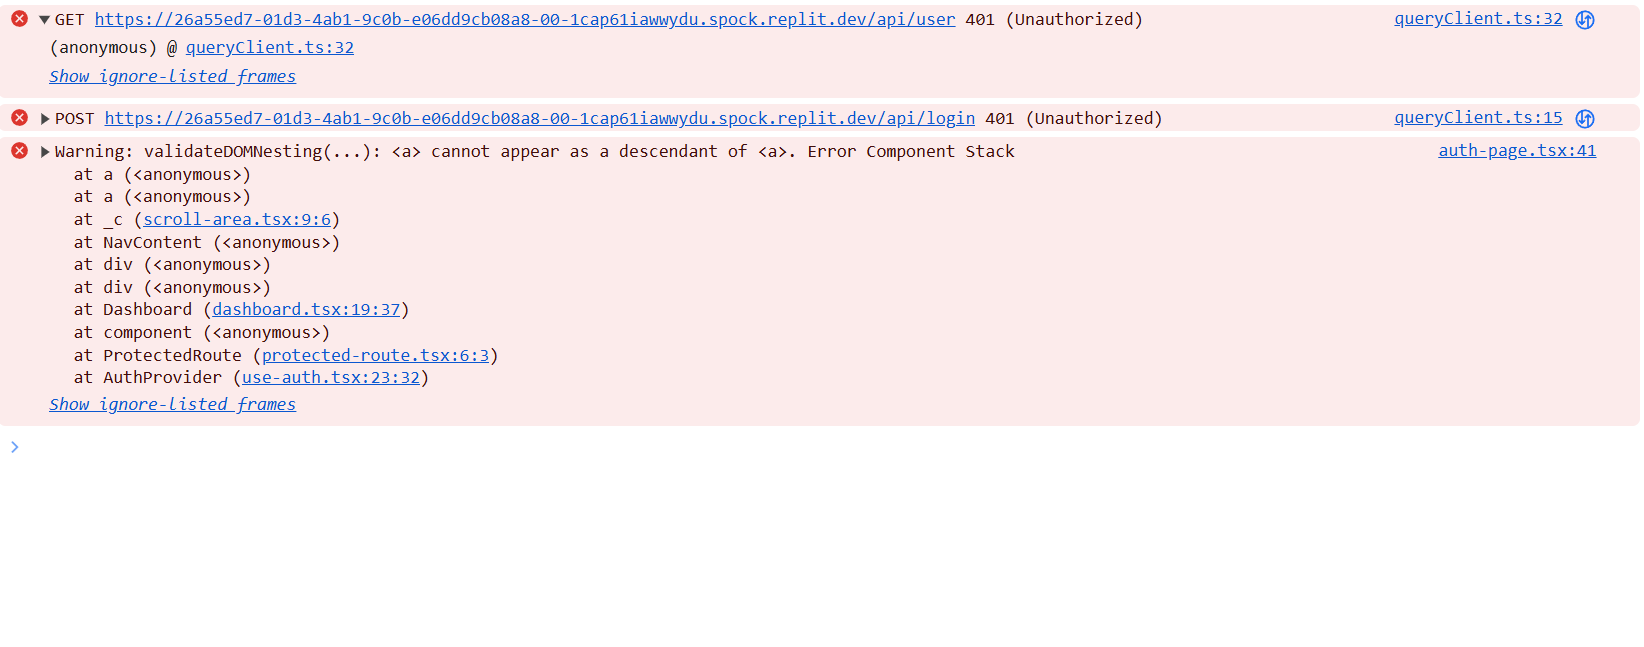 GET https://26a55ed7-01d3-4ab1-9c0b-e06dd9cb08a8-00-1cap61iawwydu.spock.replit.dev/api/user 401 (Unauthorized) queryClient.ts:32
(anonymous) @ queryClient.ts:32
Show ignore-listed frames
POST https://26a55ed7-01d3-4ab1-9c0b-e06dd9cb08a8-00-1cap61iawwydu.spock.replit.dev/api/login 401 (Unauthorized) queryClient.ts:15
Warning: validateDOMNesting(...): <a> cannot appear as a descendant of <a>. Error Component Stack auth-page.tsx:41
at a (<anonymous>)
at a (<anonymous>)
at _c (scroll-area.tsx:9:6)
at NavContent (<anonymous>)
at div (<anonymous>)
at div (<anonymous>)
at Dashboard (dashboard.tsx:19:37)
at component (<anonymous>)
at ProtectedRoute (protected-route.tsx:6:3)
at AuthProvider (use-auth.tsx:23:32)
Show ignore-listed frames